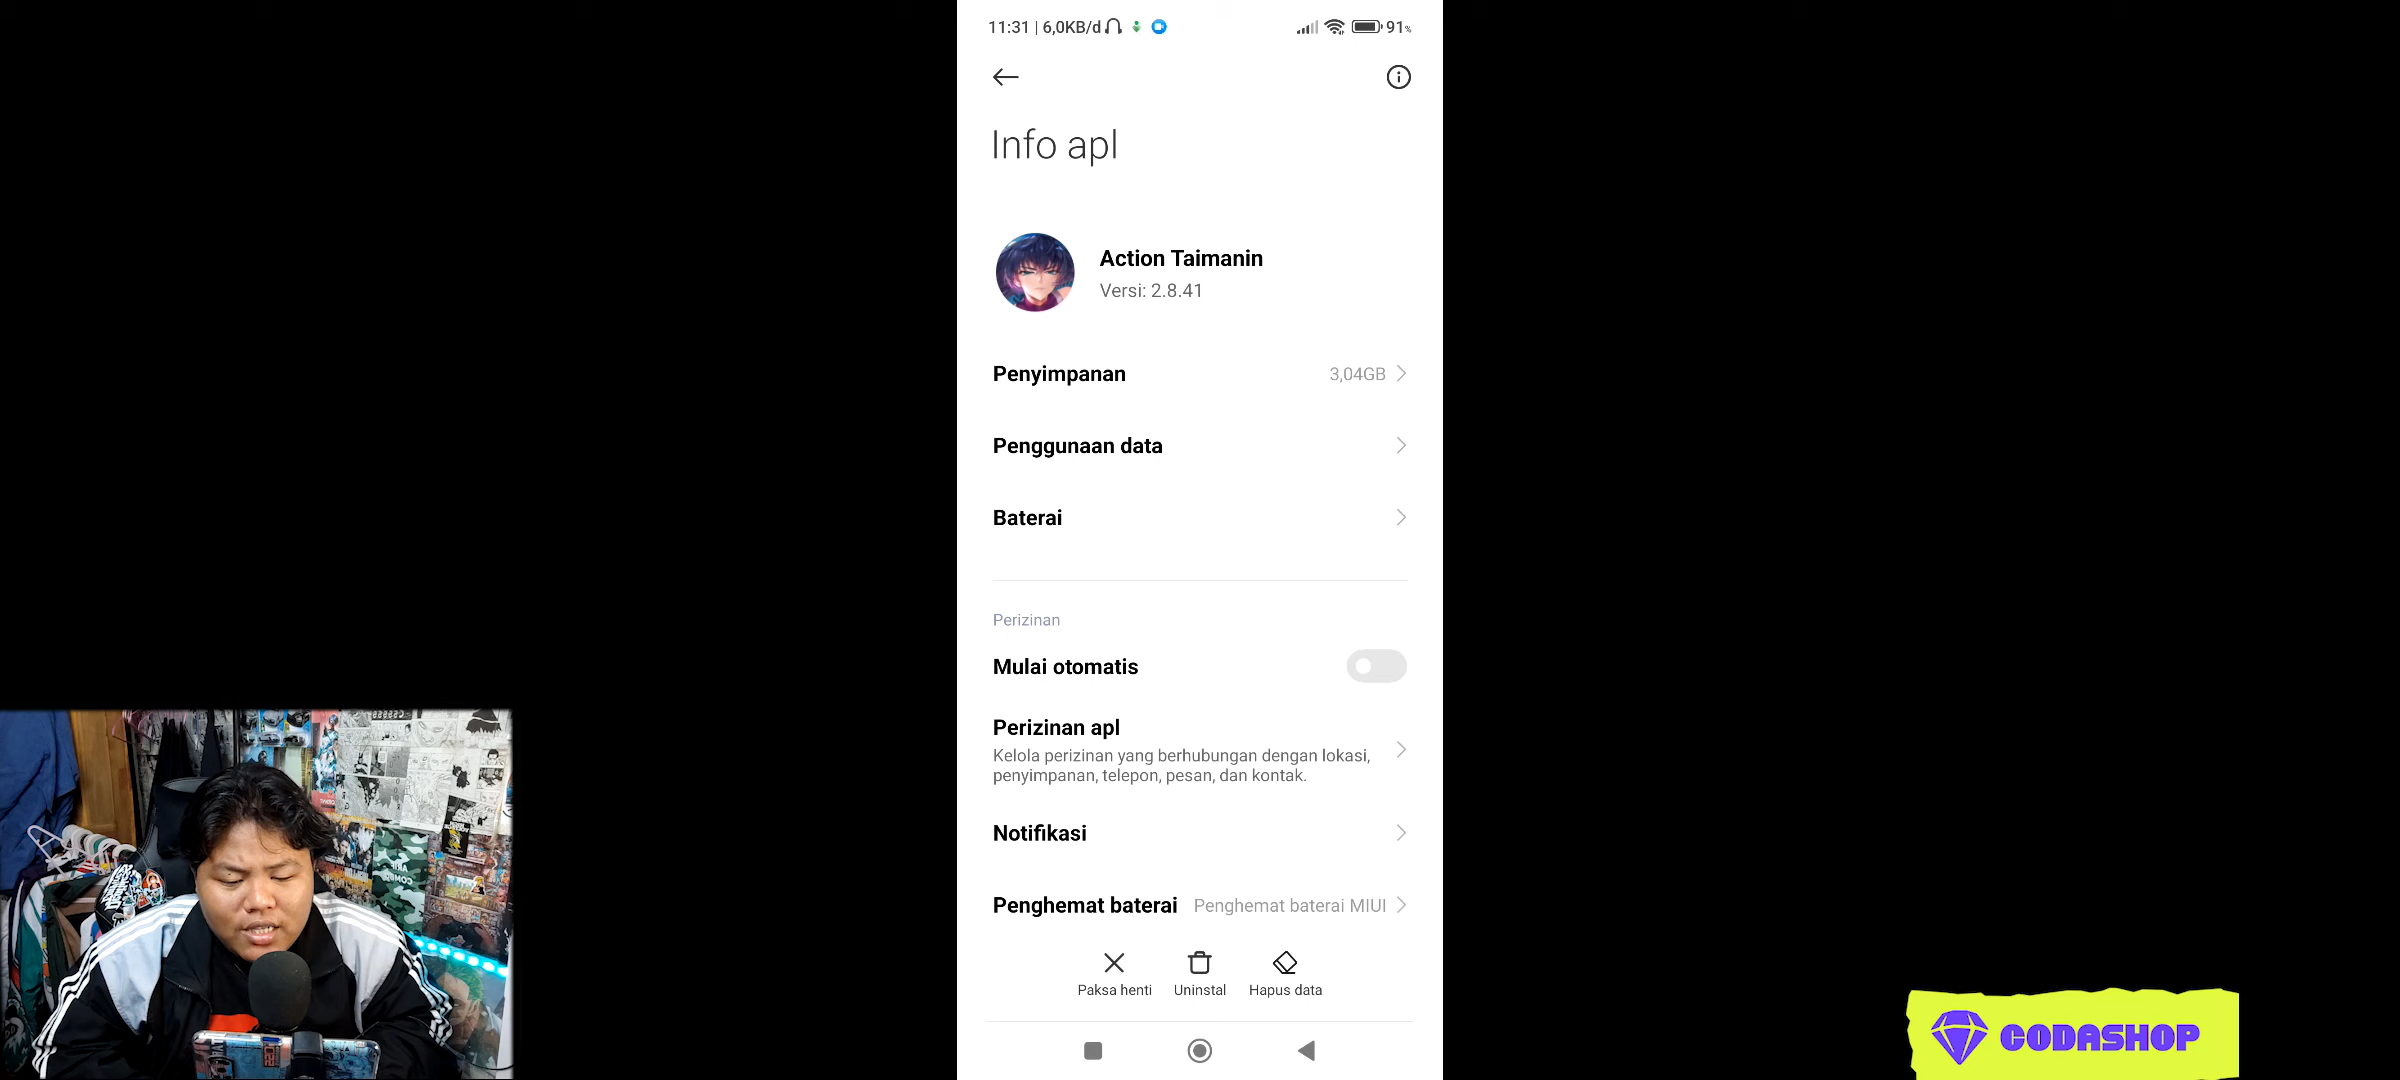 11:31 | 6,0KB/d
91%
Info apl
Action Taimanin
Versi: 2.8.41
Penyimpanan 3,04GB
Penggunaan data
Baterai
Perizinan
Mulai otomatis
Perizinan apl
Kelola perizinan yang berhubungan dengan lokasi,
penyimpanan, telepon, pesan, dan kontak.
Notifikasi
Penghemat baterai Penghemat baterai MIUI
Paksa henti Uninstal Hapus data
CODASHOP